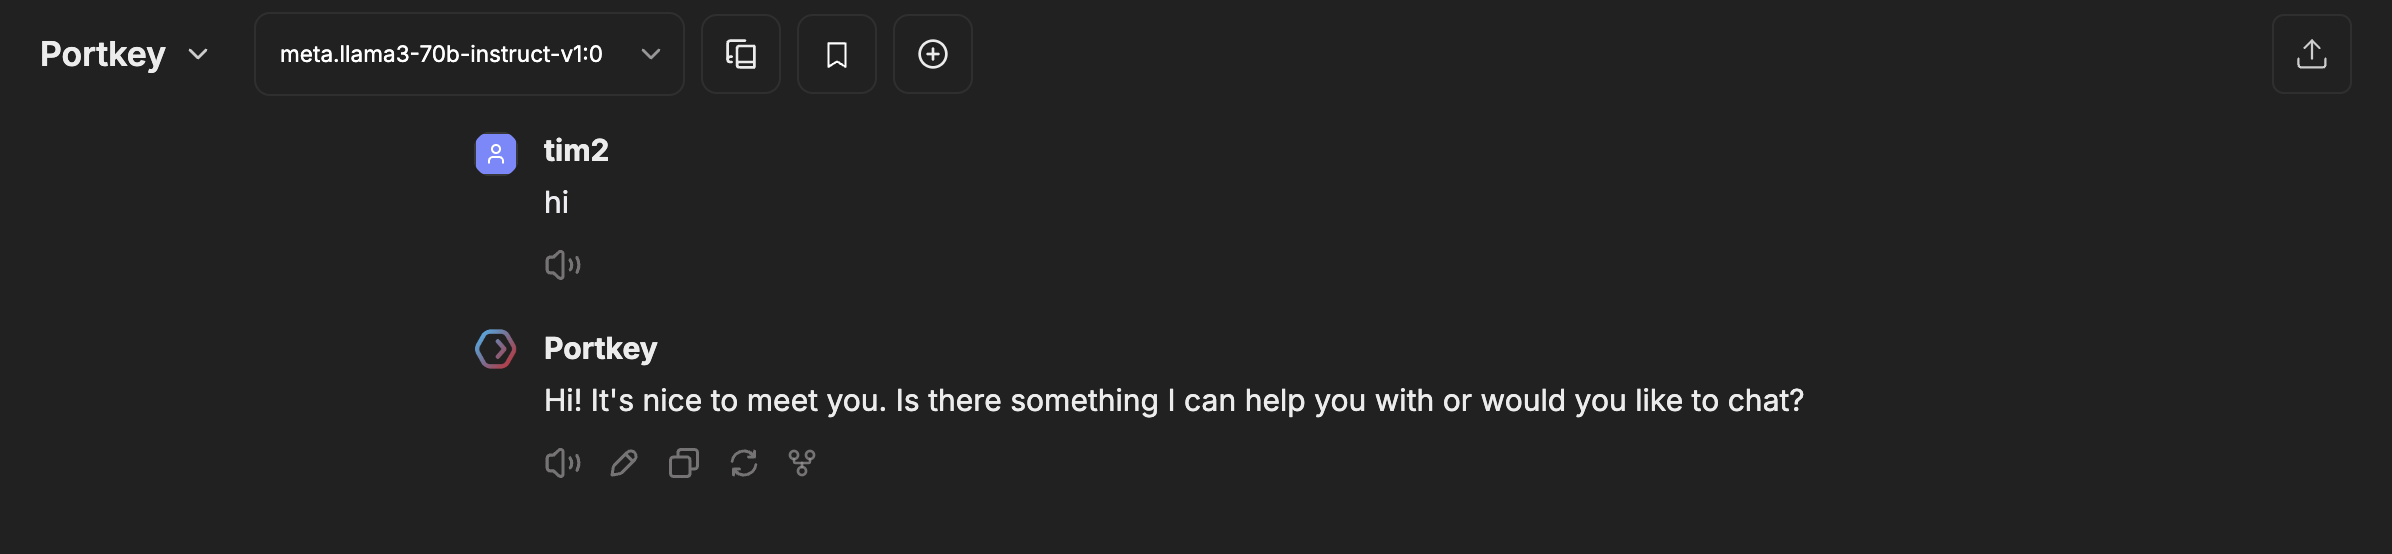 Portkey
meta.llama3-70b-instruct-v1:0
tim2
hi
Portkey
Hi! It's nice to meet you. Is there something I can help you with or would you like to chat?